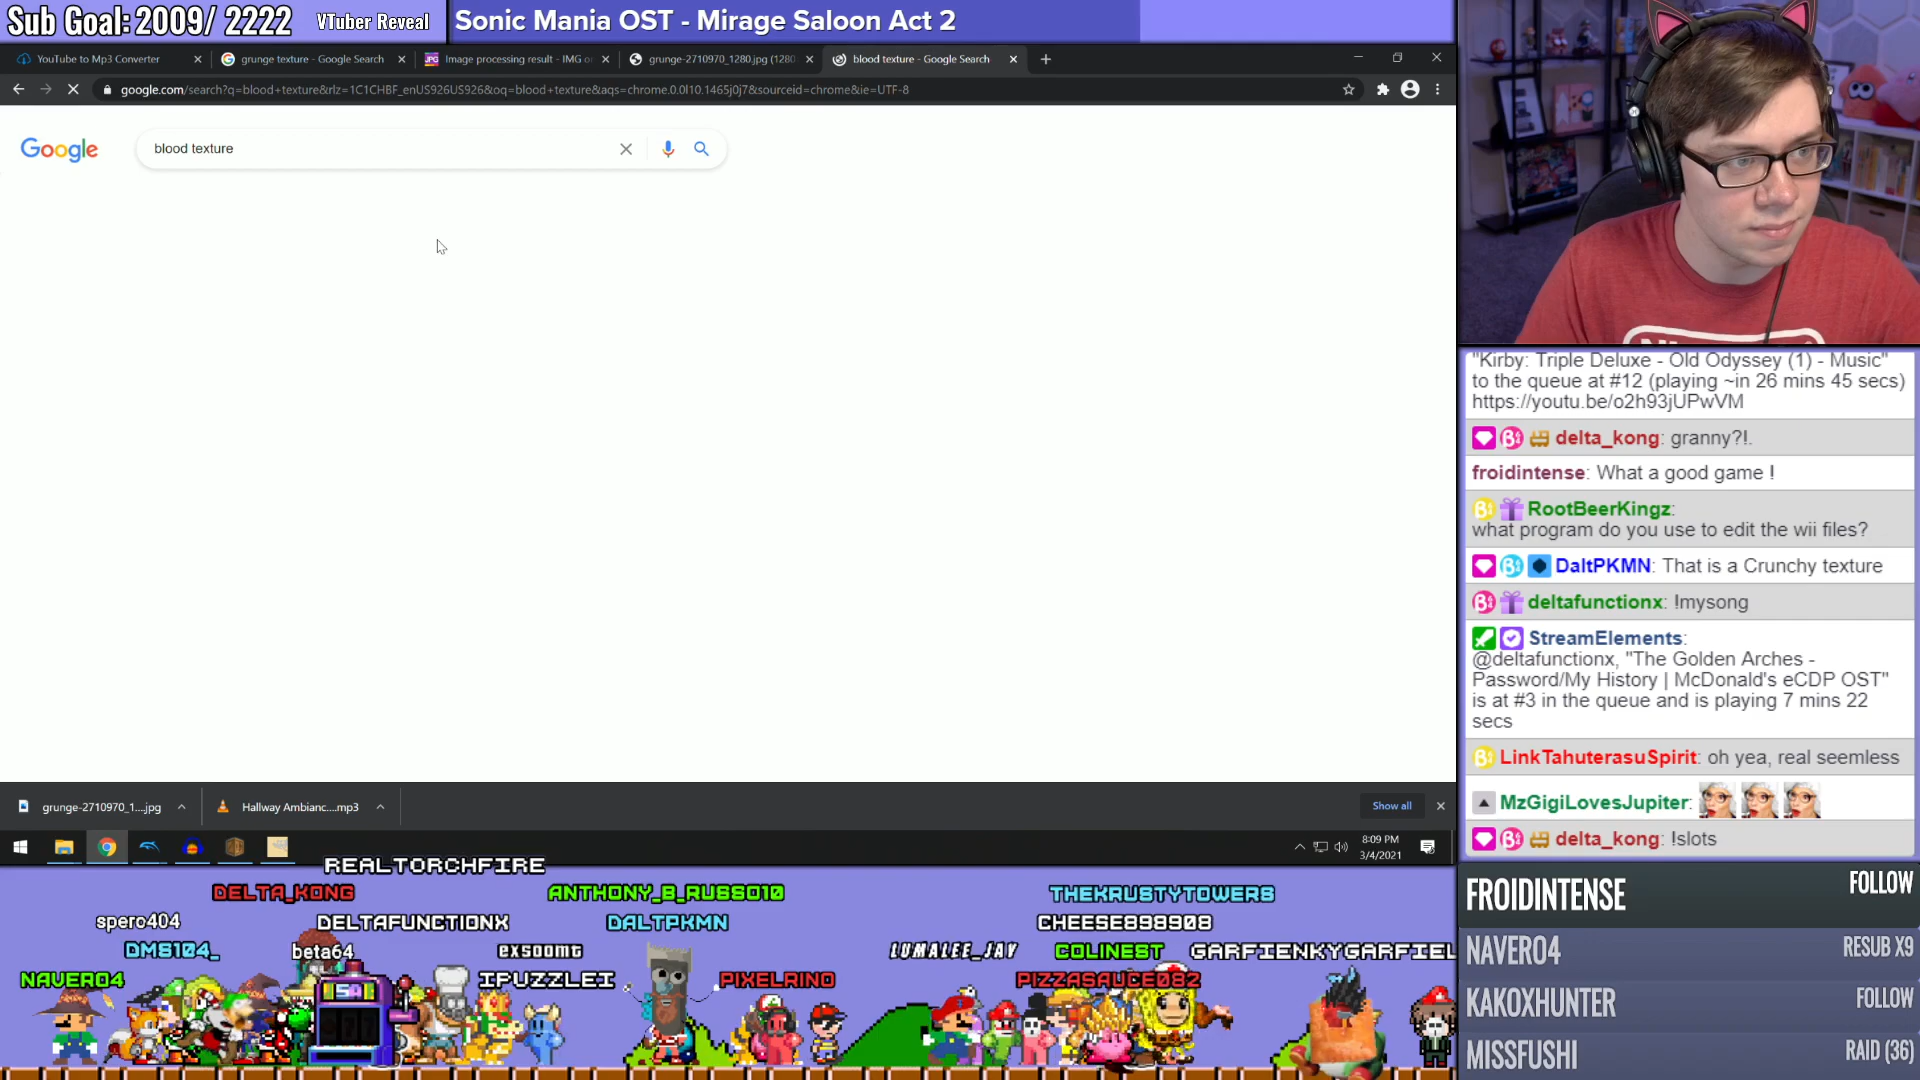 Sub Goal: 2009/ 2222
VTuber Reveal
Sonic Mania OST - Mirage Saloon Act 2
YouTube to Mp3 Converter
grunge texture - Google Search
Image processing result - IMG o
grunge-2710970_1280.jpg (1280
blood texture - Google Search
google.com/search?q=blood+texture&rlz=1C1CHBF_enUS926US926&oq=blood+texture&aqs=chrome.0.0l10.1465j0j7&sourceid=chrome&ie=UTF-8
Google
blood texture
"Kirby: Triple Deluxe - Old Odyssey (1) - Music"
to the queue at #12 (playing ~in 26 mins 45 secs)
https://youtu.be/o2h93jUPwVM
delta_kong: granny?!.
froidintense: What a good game !
RootBeerKingz:
what program do you use to edit the wii files?
DaltPKMN: That is a Crunchy texture
deltafunctionx: !mysong
StreamElements:
@deltafunctionx, "The Golden Arches -
Password/My History | McDonald's eCDP OST"
is at #3 in the queue and is playing 7 mins 22
secs
LinkTahuterasuSpirit: oh yea, real seemless
MzGigiLovesJupiter:
delta_kong: !slots
grunge-2710970_1....jpg
Hallway Ambianc....mp3
Show all
8:09 PM
3/4/2021
REALTORCHFIRE
DELTA_KONG
ANTHONY_B_RUSSO10
THEKRUSTYTOWERS
spero404
DELTAFUNCTIONX
DALTPKMN
CHEESE898908
DMS104_
beta64
exsoomt
LUMALEE_JAY
COLINEST
GARFIENKYGARFIEL
NAVERO4
IPUZZLEI
PIXELRINO
PIZZASAUCE082
FROIDINTENSE
FOLLOW
NAVERO4
RESUB X9
KAKOXHUNTER
FOLLOW
MISSFUSHI
RAID (36)